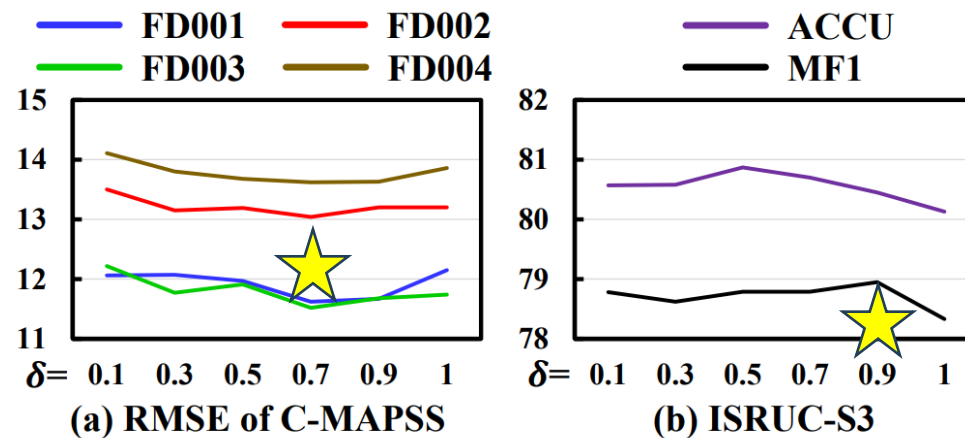 FD001 FD002
FD003 FD004
15
14
13
12
11
δ= 0.1 0.3 0.5 0.7 0.9 1
(a) RMSE of C-MAPSS
ACCU
MF1
82
81
80
79
78
δ= 0.1 0.3 0.5 0.7 0.9 1
(b) ISRUC-S3